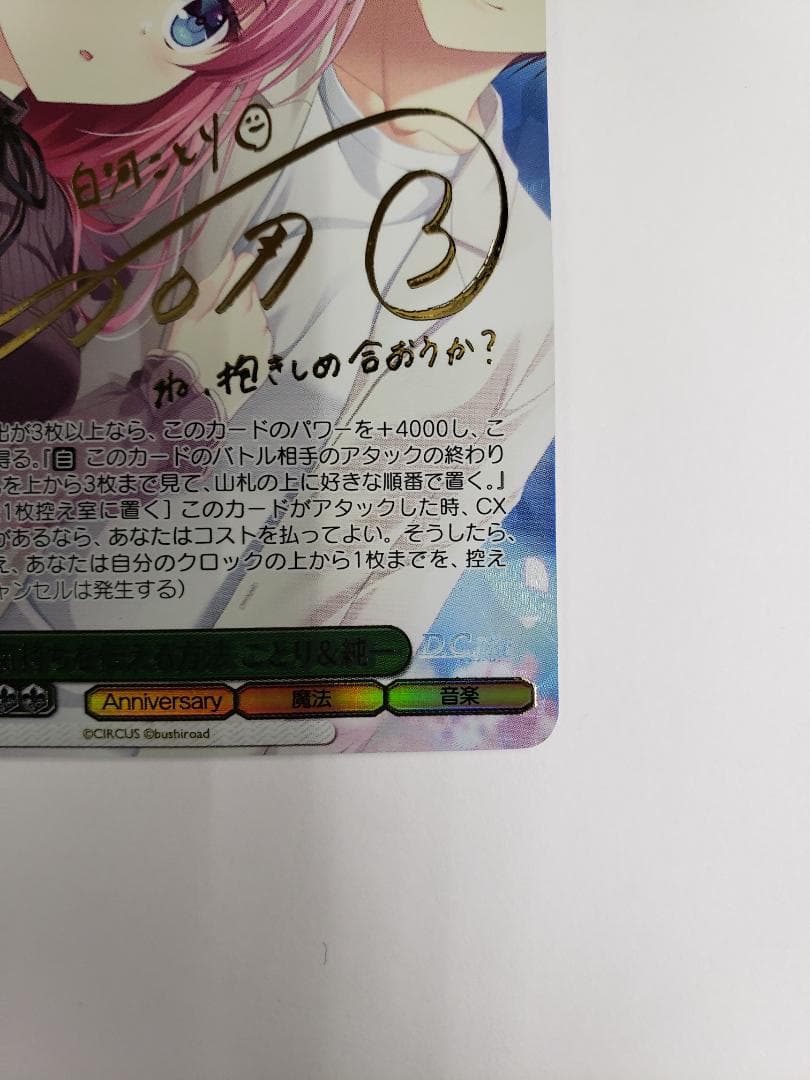 白河ことり
ね、抱きしめ合おうか?
出が3枚以上なら、このカードのパワーを+4000し、こ
得る。『自 このカードのバトル相手のアタックの終わり
を上から3枚まで見て、山札の上に好きな順番で置く。』
1枚控え室に置く] このカードがアタックした時、CX
があるなら、あなたはコストを払ってよい。そうしたら、
え、あなたは自分のクロックの上から1枚までを、控え
ャンセルは発生する)
ことり&純一
D.C.
Anniversary 魔法 音楽
©CIRCUS ©bushiroad